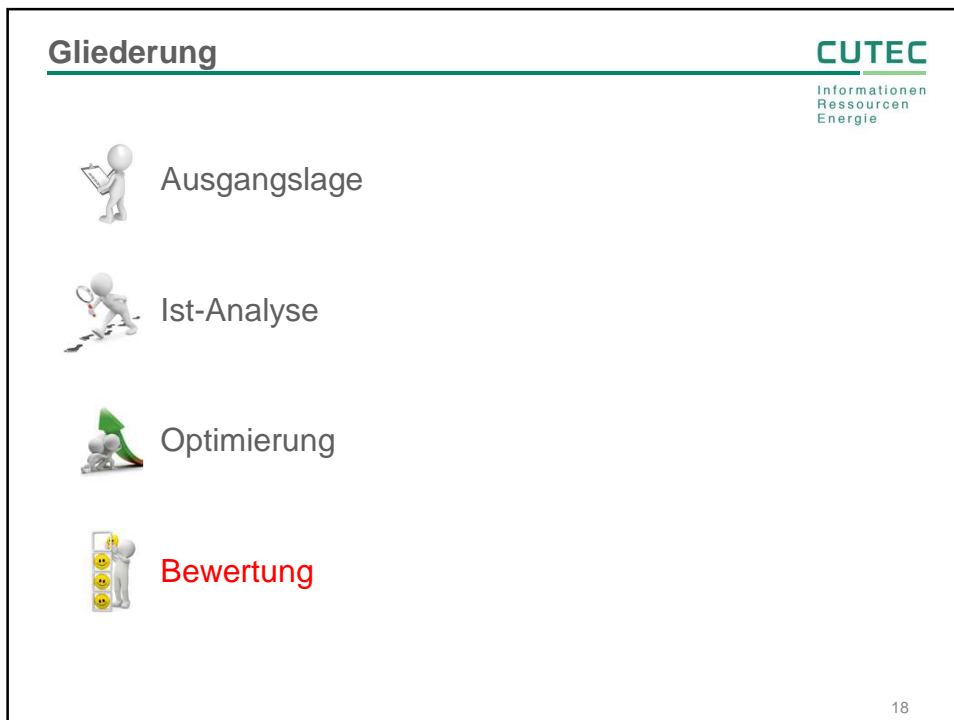 Gliederung
CUTEC
Informationen
Ressourcen
Energie
Ausgangslage
Ist-Analyse
Optimierung
Bewertung
18